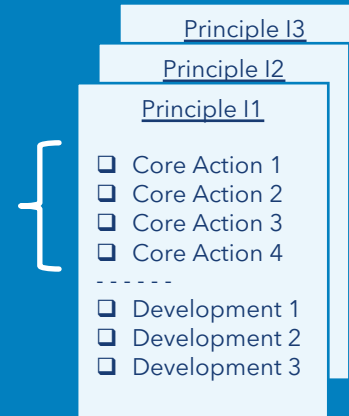 Principle I3
Principle I2
Principle I1
❑ Core Action 1
❑ Core Action 2
❑ Core Action 3
❑ Core Action 4
- - - - - -
❑ Development 1
❑ Development 2
❑ Development 3